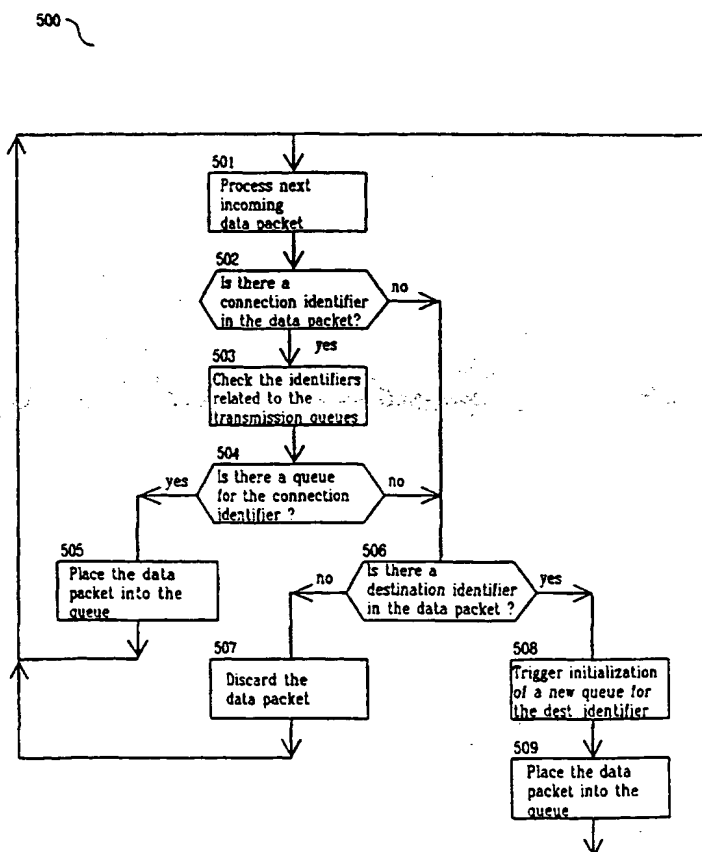 500
501
Process next
incoming
data packet
502
Is there a
connection identifier
in the data packet?
no
yes
503
Check the identifiers
related to the
transmission queues
504
yes
Is there a queue
for the connection
identifier ?
no
505
Place the data
packet into the
queue
506
no
Is there a
destination identifier
in the data packet ?
yes
507
Discard the
data packet
508
Trigger initialization
of a new queue for
the dest. identifier
509
Place the data
packet into the
queue